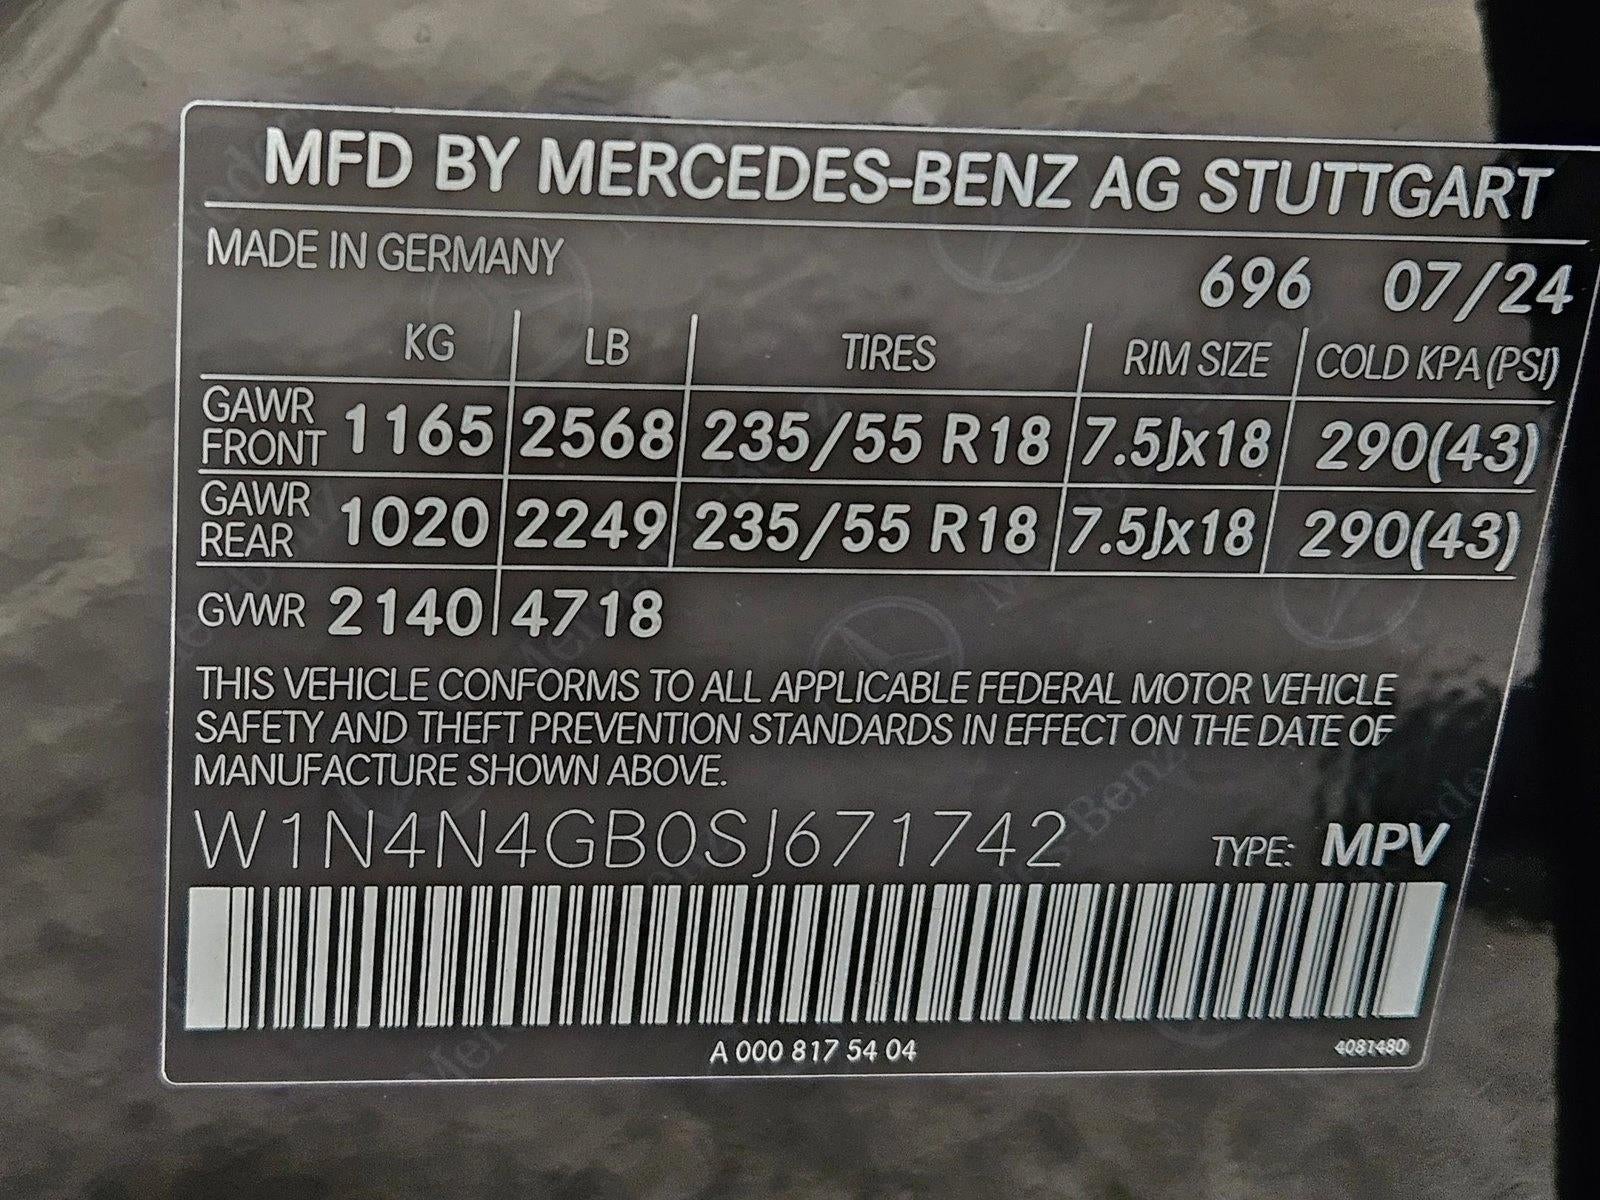 MFD BY MERCEDES-BENZ AG STUTTGART
MADE IN GERMANY 696 07/24
KG LB TIRES RIM SIZE COLD KPA (PSI)
GAWR FRONT 1165 2568 235/55 R18 7.5Jx18 290(43)
GAWR REAR 1020 2249 235/55 R18 7.5Jx18 290(43)
GVWR 2140 4718
THIS VEHICLE CONFORMS TO ALL APPLICABLE FEDERAL MOTOR VEHICLE
SAFETY AND THEFT PREVENTION STANDARDS IN EFFECT ON THE DATE OF
MANUFACTURE SHOWN ABOVE.
W1N4N4GB0SJ671742 TYPE: MPV
A 000 817 54 04 4081480